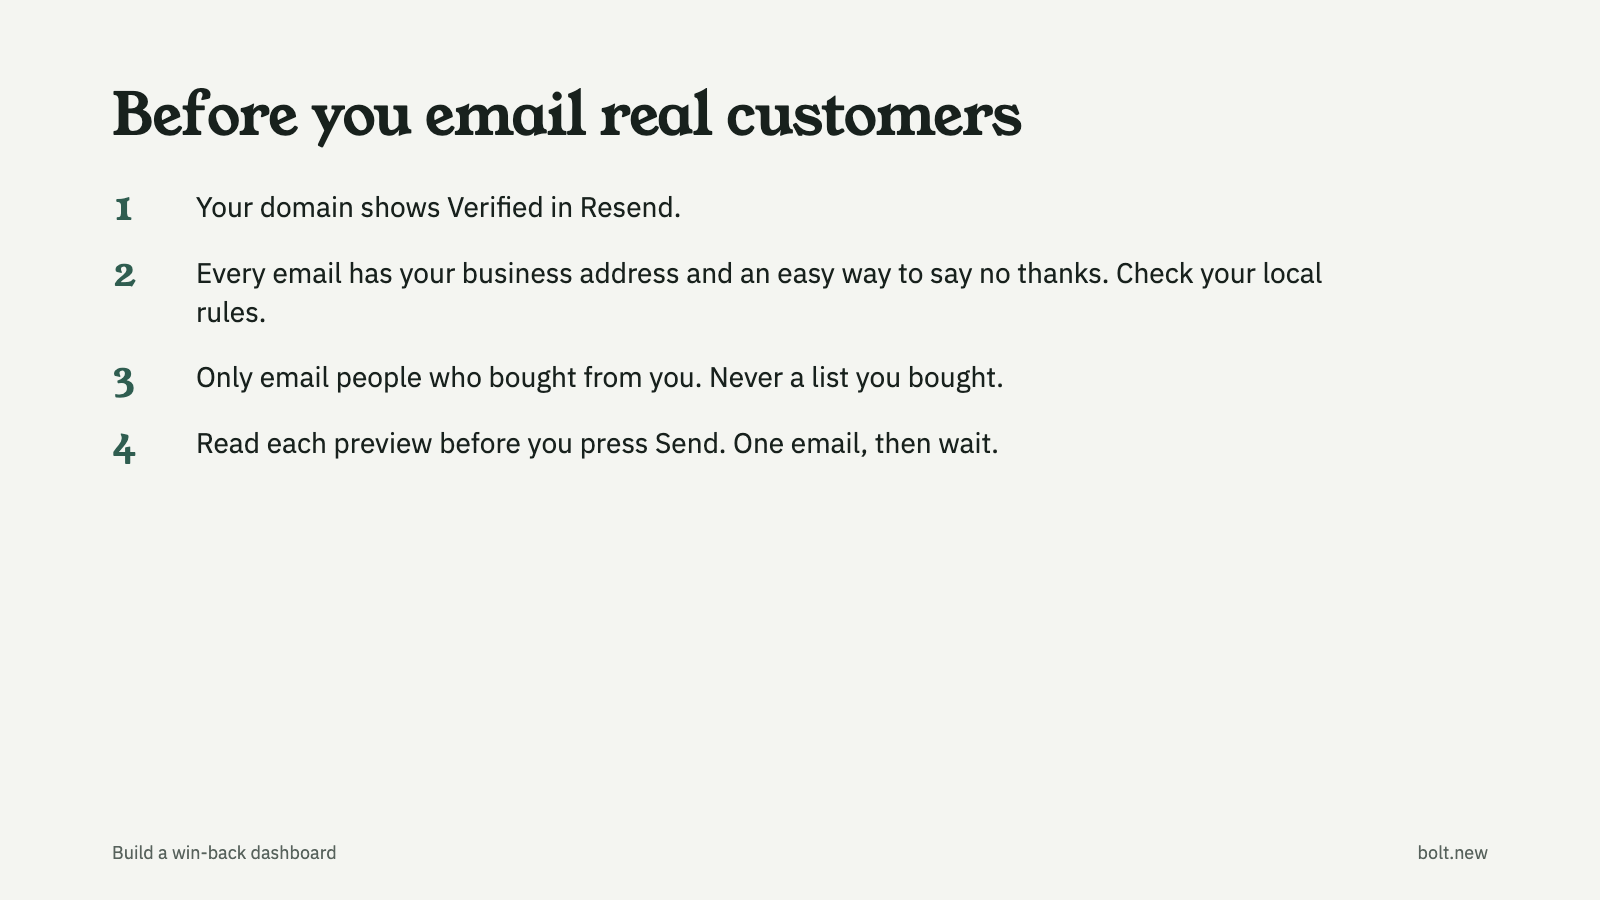 Before you email real customers
1 Your domain shows Verified in Resend.
2 Every email has your business address and an easy way to say no thanks. Check your local
rules.
3 Only email people who bought from you. Never a list you bought.
4 Read each preview before you press Send. One email, then wait.
Build a win-back dashboard
bolt.new